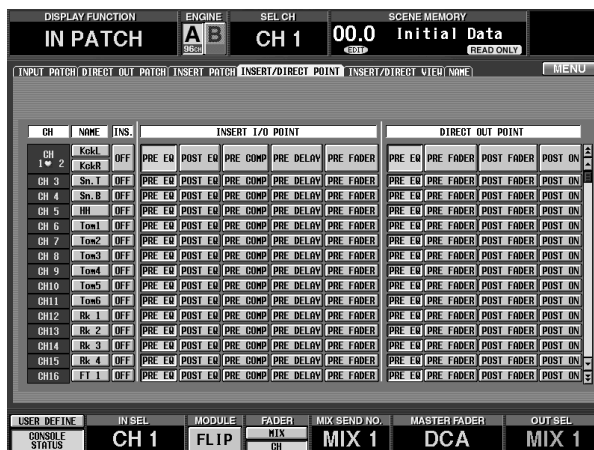 DISPLAY FUNCTION ENGINE SEL CH SCENE MEMORY
IN PATCH A B 96CH CH 1 00.0 EDIT Initial Data READ ONLY
INPUT PATCH DIRECT OUT PATCH INSERT PATCH INSERT/DIRECT POINT INSERT/DIRECT VIEW NAME MENU
CH NAME INS. INSERT I/O POINT DIRECT OUT POINT
CH 1♥ 2 KckL KckR OFF PRE EQ POST EQ PRE COMP PRE DELAY PRE FADER PRE EQ PRE FADER POST FADER POST ON
CH 3 Sn.T OFF PRE EQ POST EQ PRE COMP PRE DELAY PRE FADER PRE EQ PRE FADER POST FADER POST ON
CH 4 Sn.B OFF PRE EQ POST EQ PRE COMP PRE DELAY PRE FADER PRE EQ PRE FADER POST FADER POST ON
CH 5 HH OFF PRE EQ POST EQ PRE COMP PRE DELAY PRE FADER PRE EQ PRE FADER POST FADER POST ON
CH 6 Tom1 OFF PRE EQ POST EQ PRE COMP PRE DELAY PRE FADER PRE EQ PRE FADER POST FADER POST ON
CH 7 Tom2 OFF PRE EQ POST EQ PRE COMP PRE DELAY PRE FADER PRE EQ PRE FADER POST FADER POST ON
CH 8 Tom3 OFF PRE EQ POST EQ PRE COMP PRE DELAY PRE FADER PRE EQ PRE FADER POST FADER POST ON
CH 9 Tom4 OFF PRE EQ POST EQ PRE COMP PRE DELAY PRE FADER PRE EQ PRE FADER POST FADER POST ON
CH10 Tom5 OFF PRE EQ POST EQ PRE COMP PRE DELAY PRE FADER PRE EQ PRE FADER POST FADER POST ON
CH11 Tom6 OFF PRE EQ POST EQ PRE COMP PRE DELAY PRE FADER PRE EQ PRE FADER POST FADER POST ON
CH12 Rk 1 OFF PRE EQ POST EQ PRE COMP PRE DELAY PRE FADER PRE EQ PRE FADER POST FADER POST ON
CH13 Rk 2 OFF PRE EQ POST EQ PRE COMP PRE DELAY PRE FADER PRE EQ PRE FADER POST FADER POST ON
CH14 Rk 3 OFF PRE EQ POST EQ PRE COMP PRE DELAY PRE FADER PRE EQ PRE FADER POST FADER POST ON
CH15 Rk 4 OFF PRE EQ POST EQ PRE COMP PRE DELAY PRE FADER PRE EQ PRE FADER POST FADER POST ON
CH16 FT 1 OFF PRE EQ POST EQ PRE COMP PRE DELAY PRE FADER PRE EQ PRE FADER POST FADER POST ON
USER DEFINE IN SEL MODULE FADER MIX SEND NO. MASTER FADER OUT SEL
CONSOLE STATUS CH 1 FLIP MIX CH MIX 1 DCA MIX 1